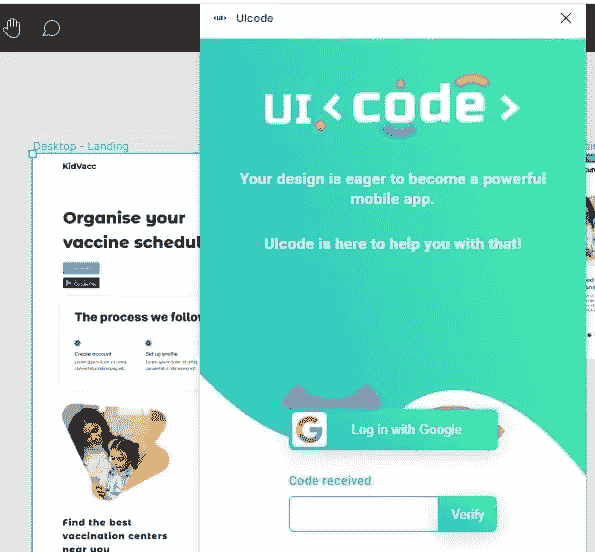 UIcode
UI<code>
Your design is eager to become a powerful
mobile app.
UIcode is here to help you with that!
Log in with Google
Code received
Verify
Desktop - Landing
KidVacc
Organise your
vaccine schedul
The process we follow
Create account
Set up profile
Find the best
vaccination centers
near you